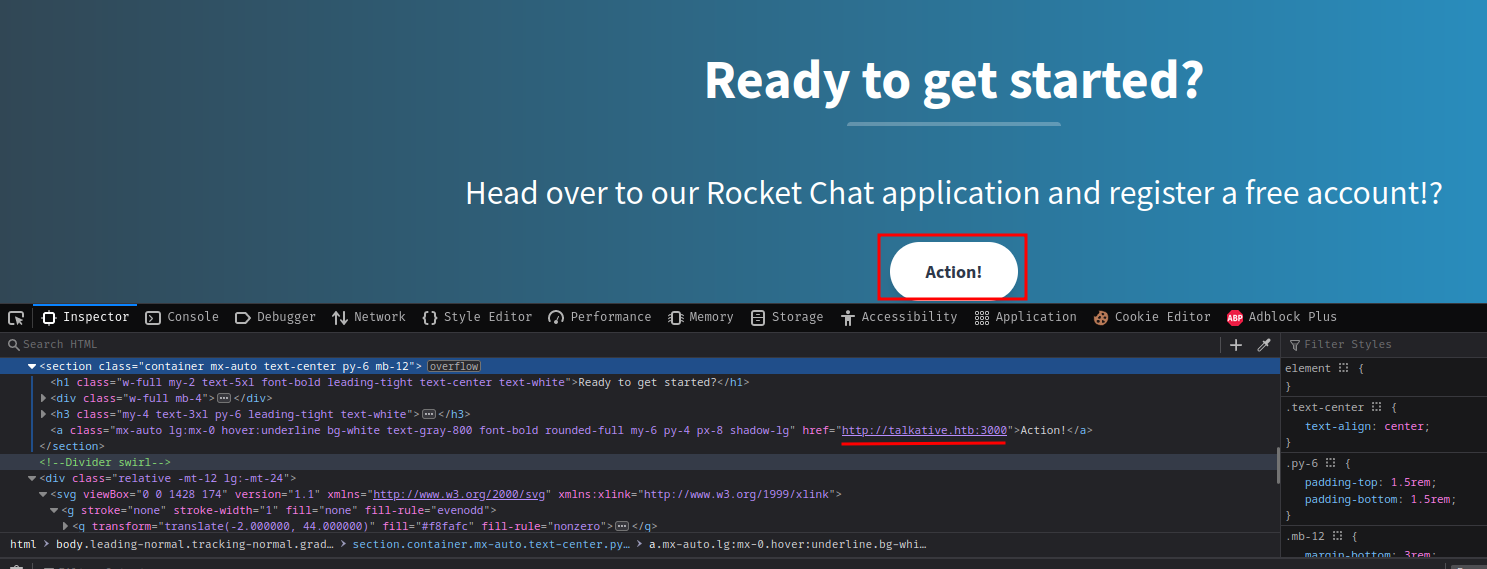 Ready to get started?
Head over to our Rocket Chat application and register a free account!?
Action!
Inspector Console Debugger Network {} Style Editor Performance Memory Storage Accessibility Application Cookie Editor ABP Adblock Plus
Search HTML + Filter Styles
<section class="container mx-auto text-center py-6 mb-12"> overflow
<h1 class="w-full my-2 text-5xl font-bold leading-tight text-center text-white">Ready to get started?</h1>
<div class="w-full mb-4">⋯</div>
<h3 class="my-4 text-3xl py-6 leading-tight text-white">⋯</h3>
<a class="mx-auto lg:mx-0 hover:underline bg-white text-gray-800 font-bold rounded-full my-6 py-4 px-8 shadow-lg" href="http://talkative.htb:3000">Action!</a>
</section>
<!--Divider swirl-->
<div class="relative -mt-12 lg:-mt-24">
<svg viewBox="0 0 1428 174" version="1.1" xmlns="http://www.w3.org/2000/svg" xmlns:xlink="http://www.w3.org/1999/xlink">
<g stroke="none" stroke-width="1" fill="none" fill-rule="evenodd">
<g transform="translate(-2.000000, 44.000000)" fill="#f8fafc" fill-rule="nonzero">⋯</g>
html > body.leading-normal.tracking-normal.grad… > section.container.mx-auto.text-center.py… > a.mx-auto.lg:mx-0.hover:underline.bg-whi…
element {
}
.text-center {
text-align: center;
}
.py-6 {
padding-top: 1.5rem;
padding-bottom: 1.5rem;
}
.mb-12 {
margin-bottom: 3rem;